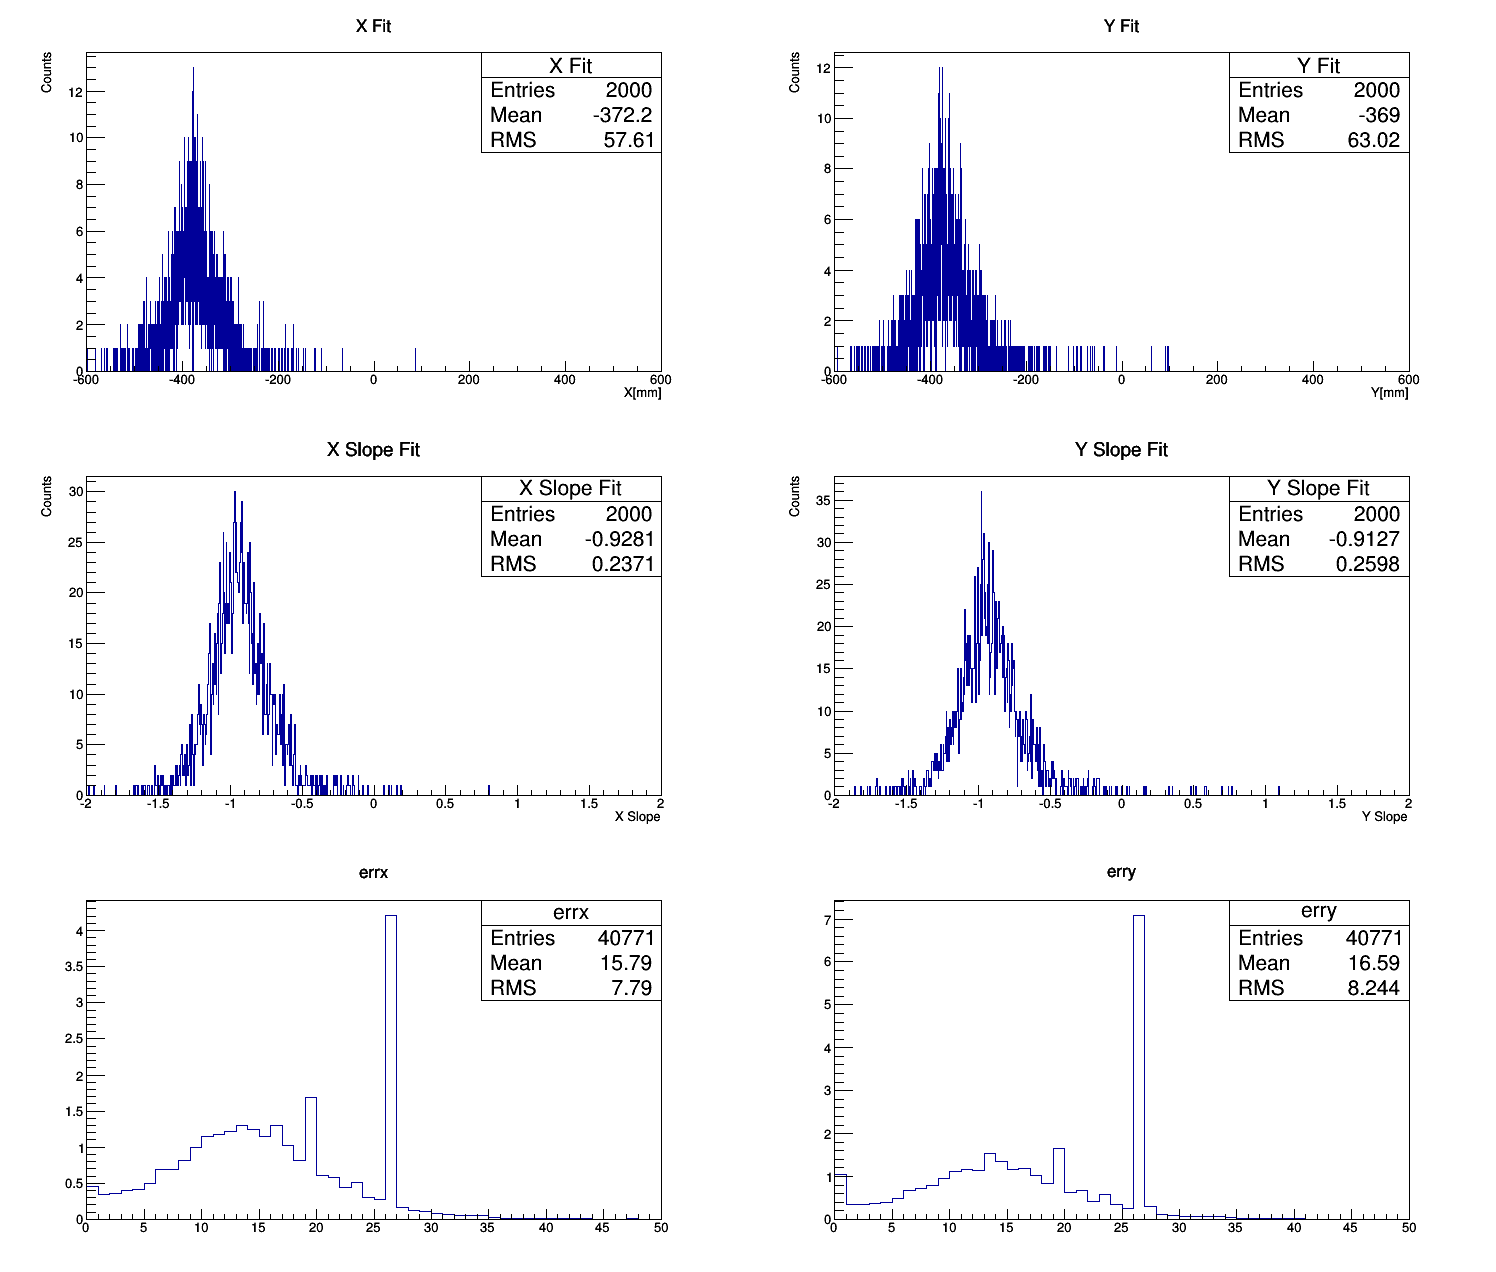 X Fit
Counts
X Fit
Entries 2000
Mean -372.2
RMS 57.61
12
10
8
6
4
2
0
-600 -400 -200 0 200 400 600
X[mm]
Y Fit
Counts
Y Fit
Entries 2000
Mean -369
RMS 63.02
12
10
8
6
4
2
0
-600 -400 -200 0 200 400 600
Y[mm]
X Slope Fit
Counts
X Slope Fit
Entries 2000
Mean -0.9281
RMS 0.2371
30
25
20
15
10
5
0
-2 -1.5 -1 -0.5 0 0.5 1 1.5 2
X Slope
Y Slope Fit
Counts
Y Slope Fit
Entries 2000
Mean -0.9127
RMS 0.2598
35
30
25
20
15
10
5
0
-2 -1.5 -1 -0.5 0 0.5 1 1.5 2
Y Slope
errx
errx
Entries 40771
Mean 15.79
RMS 7.79
4
3.5
3
2.5
2
1.5
1
0.5
0
0 5 10 15 20 25 30 35 40 45 50
erry
erry
Entries 40771
Mean 16.59
RMS 8.244
7
6
5
4
3
2
1
0
0 5 10 15 20 25 30 35 40 45 50